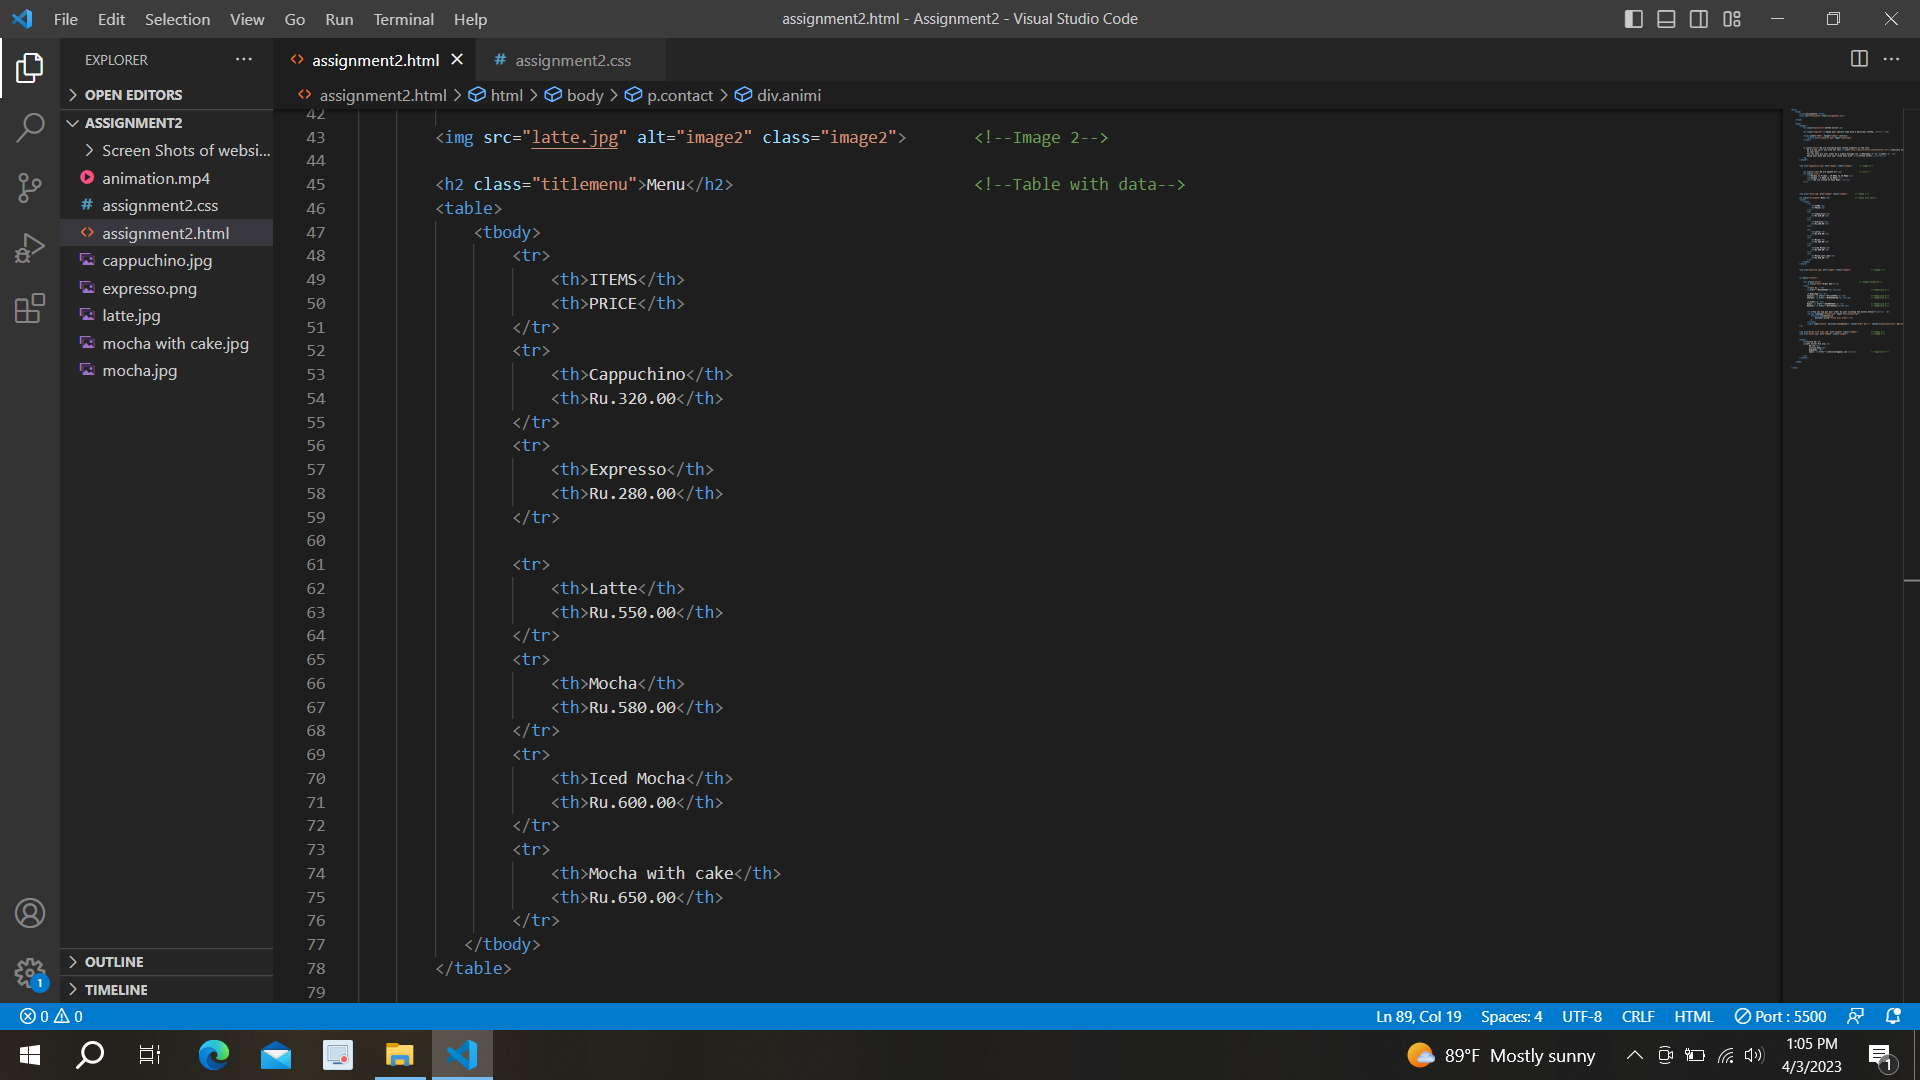 File Edit Selection View Go Run Terminal Help
assignment2.html - Assignment2 - Visual Studio Code
EXPLORER
OPEN EDITORS
ASSIGNMENT2
Screen Shots of websi...
animation.mp4
assignment2.css
assignment2.html
cappuchino.jpg
expresso.png
latte.jpg
mocha with cake.jpg
mocha.jpg
OUTLINE
TIMELINE
assignment2.html # assignment2.css
assignment2.html > html > body > p.contact > div.animi
42
43 <img src="latte.jpg" alt="image2" class="image2"> <!--Image 2-->
44
45 <h2 class="titlemenu">Menu</h2> <!--Table with data-->
46 <table>
47 <tbody>
48 <tr>
49 <th>ITEMS</th>
50 <th>PRICE</th>
51 </tr>
52 <tr>
53 <th>Cappuchino</th>
54 <th>Ru.320.00</th>
55 </tr>
56 <tr>
57 <th>Expresso</th>
58 <th>Ru.280.00</th>
59 </tr>
60
61 <tr>
62 <th>Latte</th>
63 <th>Ru.550.00</th>
64 </tr>
65 <tr>
66 <th>Mocha</th>
67 <th>Ru.580.00</th>
68 </tr>
69 <tr>
70 <th>Iced Mocha</th>
71 <th>Ru.600.00</th>
72 </tr>
73 <tr>
74 <th>Mocha with cake</th>
75 <th>Ru.650.00</th>
76 </tr>
77 </tbody>
78 </table>
79
1
0 0
Ln 89, Col 19 Spaces: 4 UTF-8 CRLF HTML Port : 5500
89°F Mostly sunny
1:05 PM
4/3/2023
1